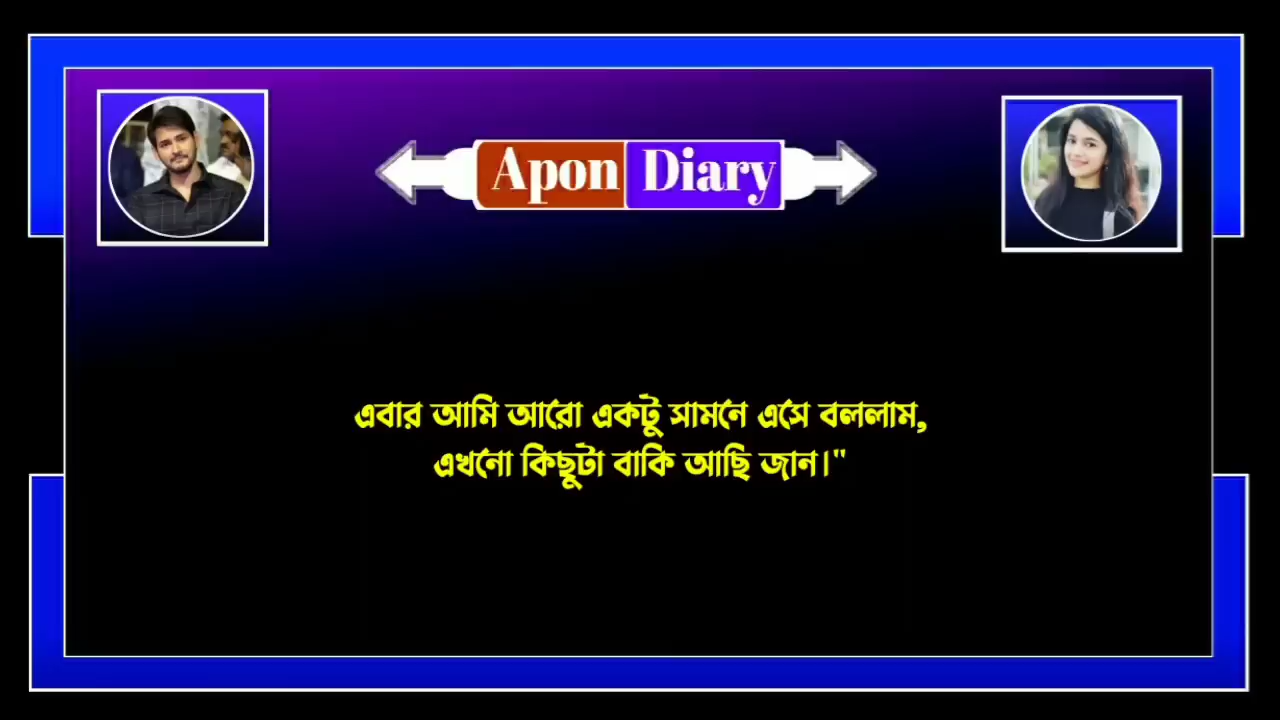 Apon Diary
এবার আমি আরো একটু সামনে এসে বললাম,
এখনো কিছুটা বাকি আছি জান।"